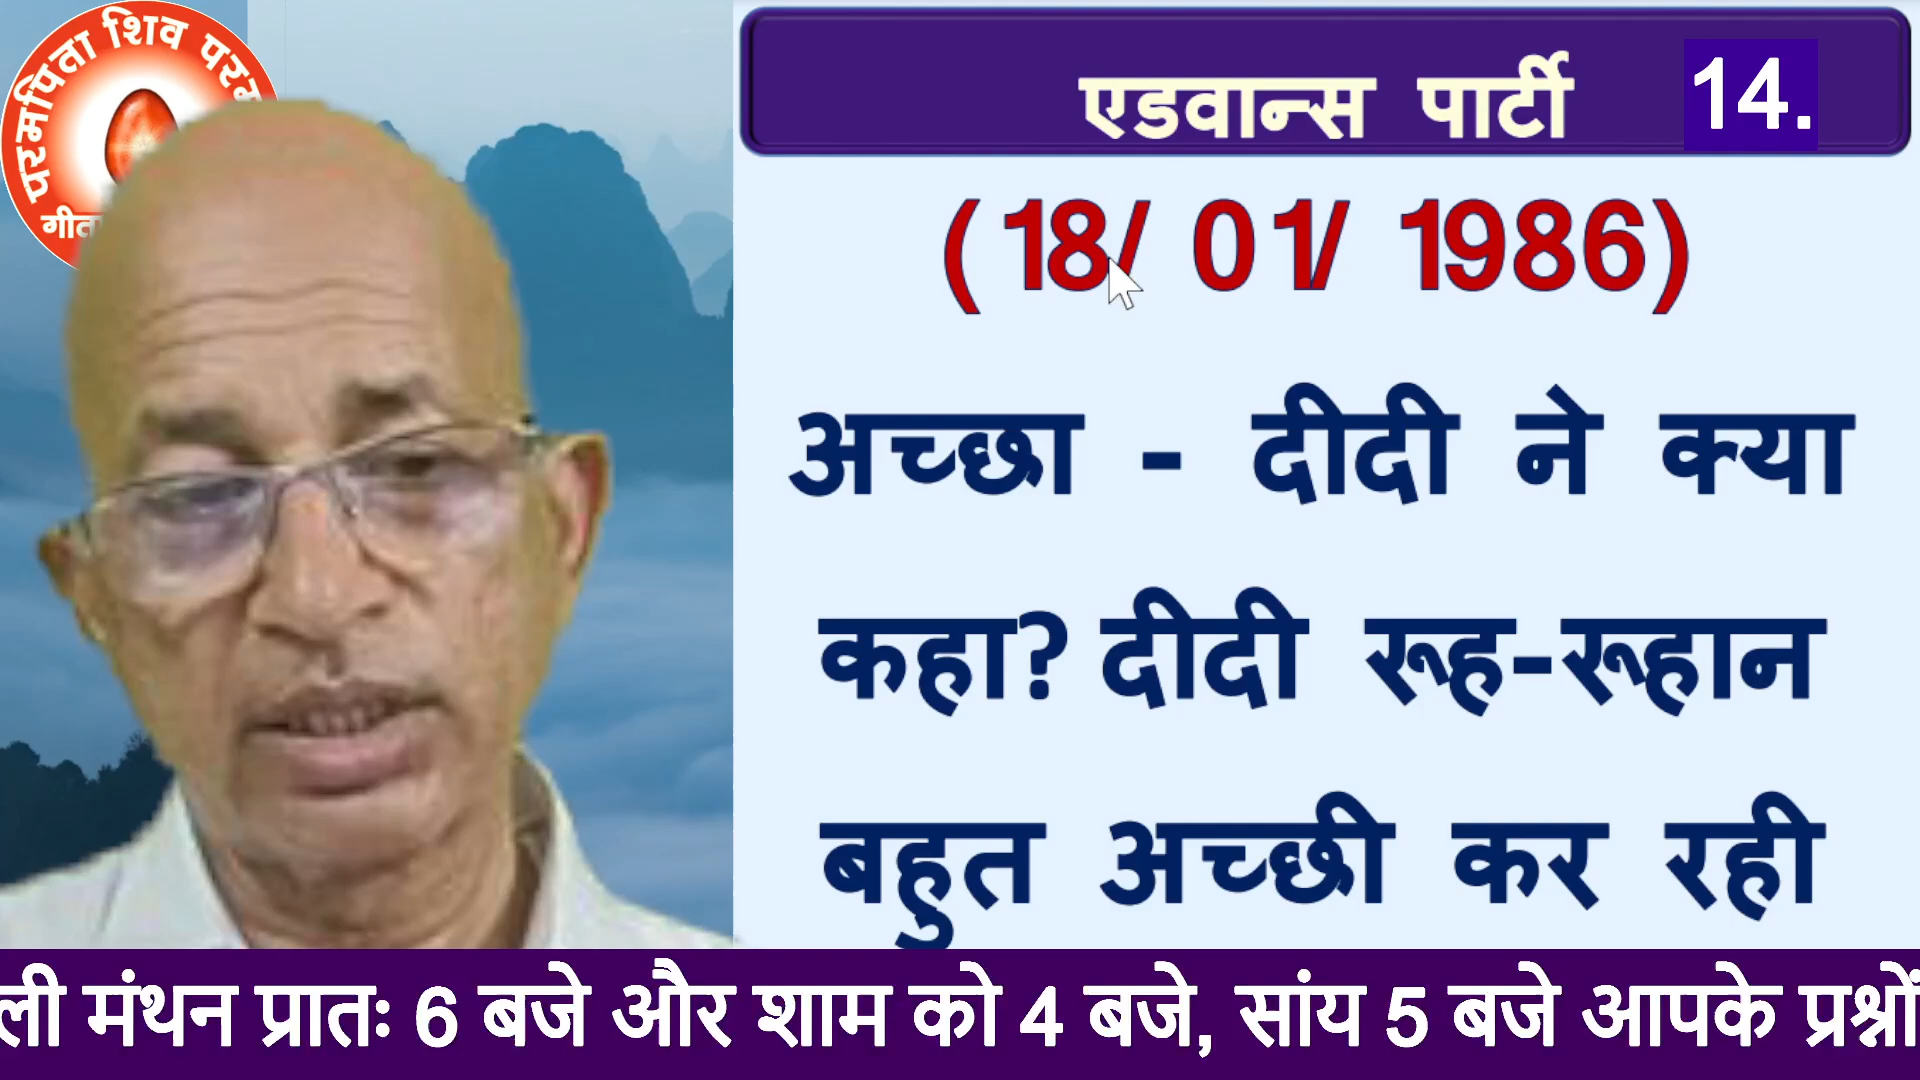 परमपिता शिव
एडवान्स पार्टी 14.
(18/ 01/ 1986)
अच्छा - दीदी ने क्या
कहा? दीदी रूह-रूहान
बहुत अच्छी कर रही
ली मंथन प्रातः 6 बजे और शाम को 4 बजे, सांय 5 बजे आपके प्रश्नों